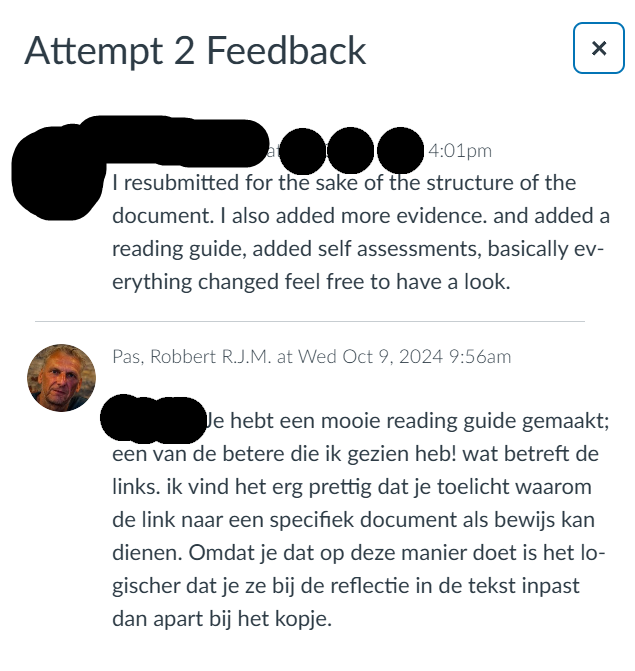 Attempt 2 Feedback
at 4:01pm
I resubmitted for the sake of the structure of the
document. I also added more evidence. and added a
reading guide, added self assessments, basically ev-
erything changed feel free to have a look.
Pas, Robbert R.J.M. at Wed Oct 9, 2024 9:56am
Je hebt een mooie reading guide gemaakt;
een van de betere die ik gezien heb! wat betreft de
links. ik vind het erg prettig dat je toelicht waarom
de link naar een specifiek document als bewijs kan
dienen. Omdat je dat op deze manier doet is het lo-
gischer dat je ze bij de reflectie in de tekst inpast
dan apart bij het kopje.